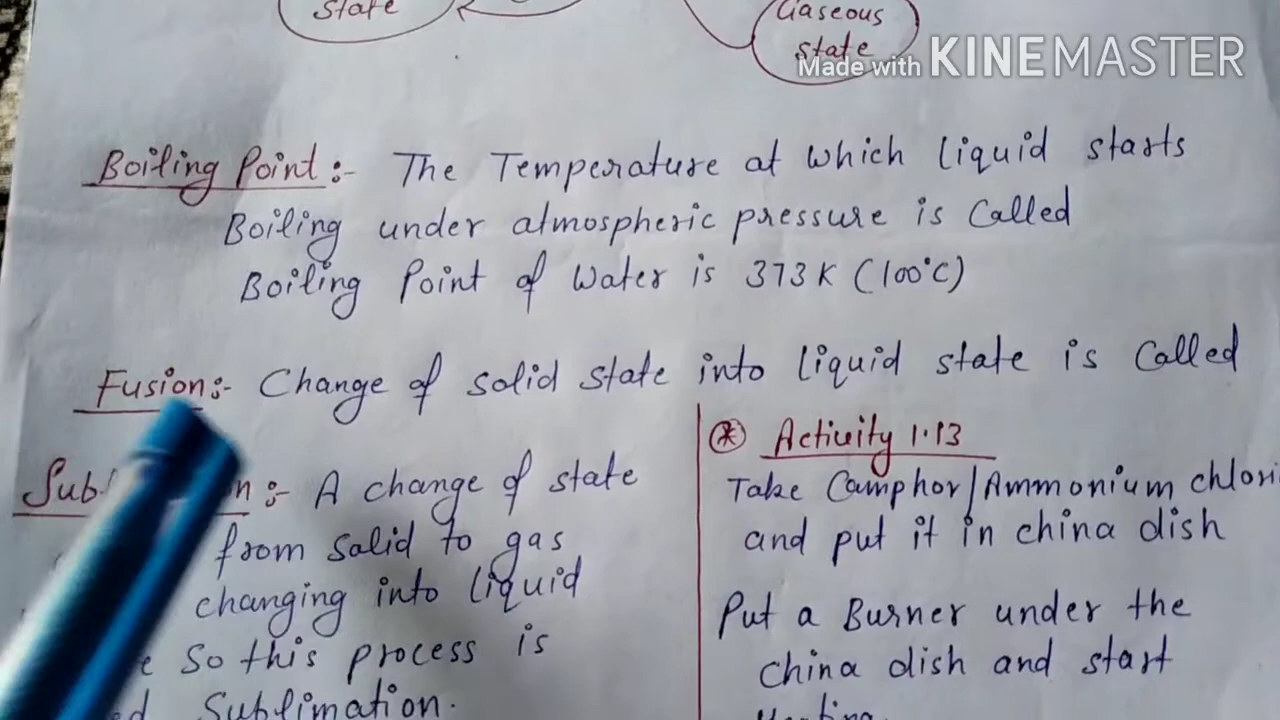 State
Gaseous
state
Made with KINEMASTER
Boiling Point:- The Temperature at which liquid starts
Boiling under atmospheric pressure is Called
Boiling Point of Water is 373K (100°C)
Fusion:- Change of solid state into liquid state is Called
:- A change of state
from solid to gas
changing into liquid
So this process is
Sublimation.
* Activity 1.13
Take Camphor/Ammonium
and put it in china dish
Put a Burner under the
china dish and start